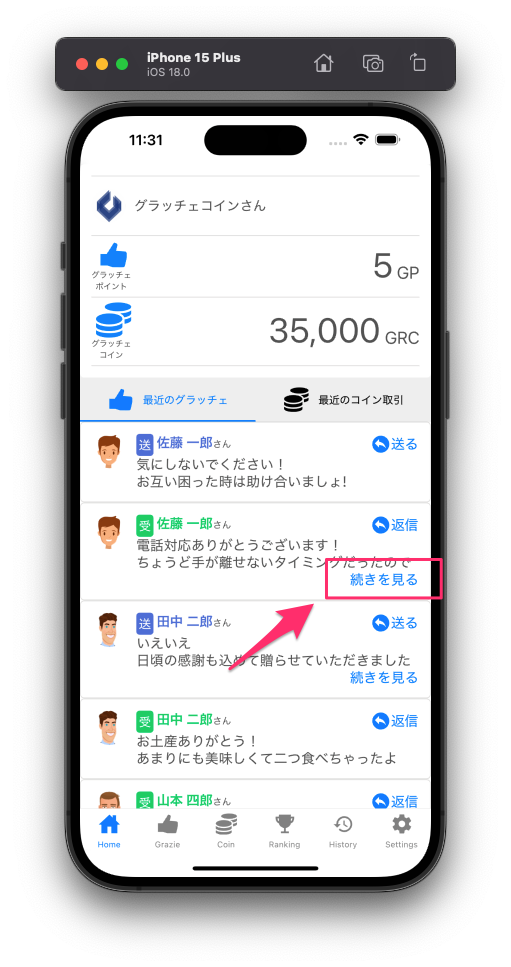 iPhone 15 Plus
iOS 18.0
11:31
グラッチェコインさん
グラッチェ
ポイント
5 GP
グラッチェ
コイン
35,000 GRC
最近のグラッチェ
最近のコイン取引
送 佐藤 一郎さん
送る
気にしないでください！
お互い困った時は助け合いましょ!
受 佐藤 一郎さん
返信
電話対応ありがとうございます！
ちょうど手が離せないタイミングだったので
続きを見る
送 田中 二郎さん
送る
いえいえ
日頃の感謝も込めて贈らせていただきました
続きを見る
受 田中 二郎さん
返信
お土産ありがとう！
あまりにも美味しくて二つ食べちゃったよ
受 山本 四郎さん
返信
Home
Grazie
Coin
Ranking
History
Settings